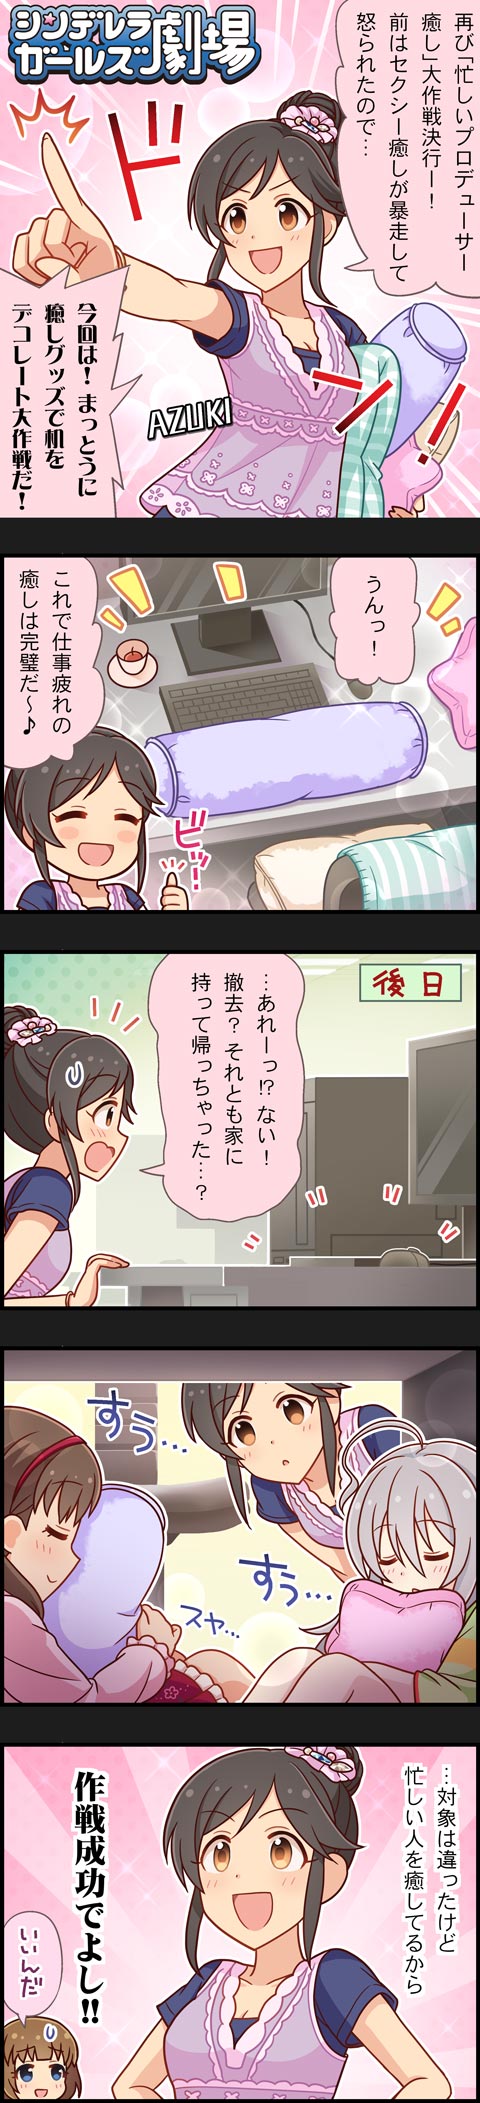 シンデレラ
ガールズ劇場
再び「忙しいプロデューサー
癒し」大作戦決行ー！
前はセクシー癒しが暴走して
怒られたので…
ドン！
今回は！まっとうに
癒しグッズで机を
デコレート大作戦だ！
AZUKI
うんっ！
これで仕事疲れの
癒しは完璧だ～♪
ビッ！
後日
…あれーっ!?ない！
撤去？それとも家に
持って帰っちゃった…？
すぅ…
すぅ…
スヤ…
…対象は違ったけど
忙しい人を癒してるから
作戦成功でよし!!
いいんだ